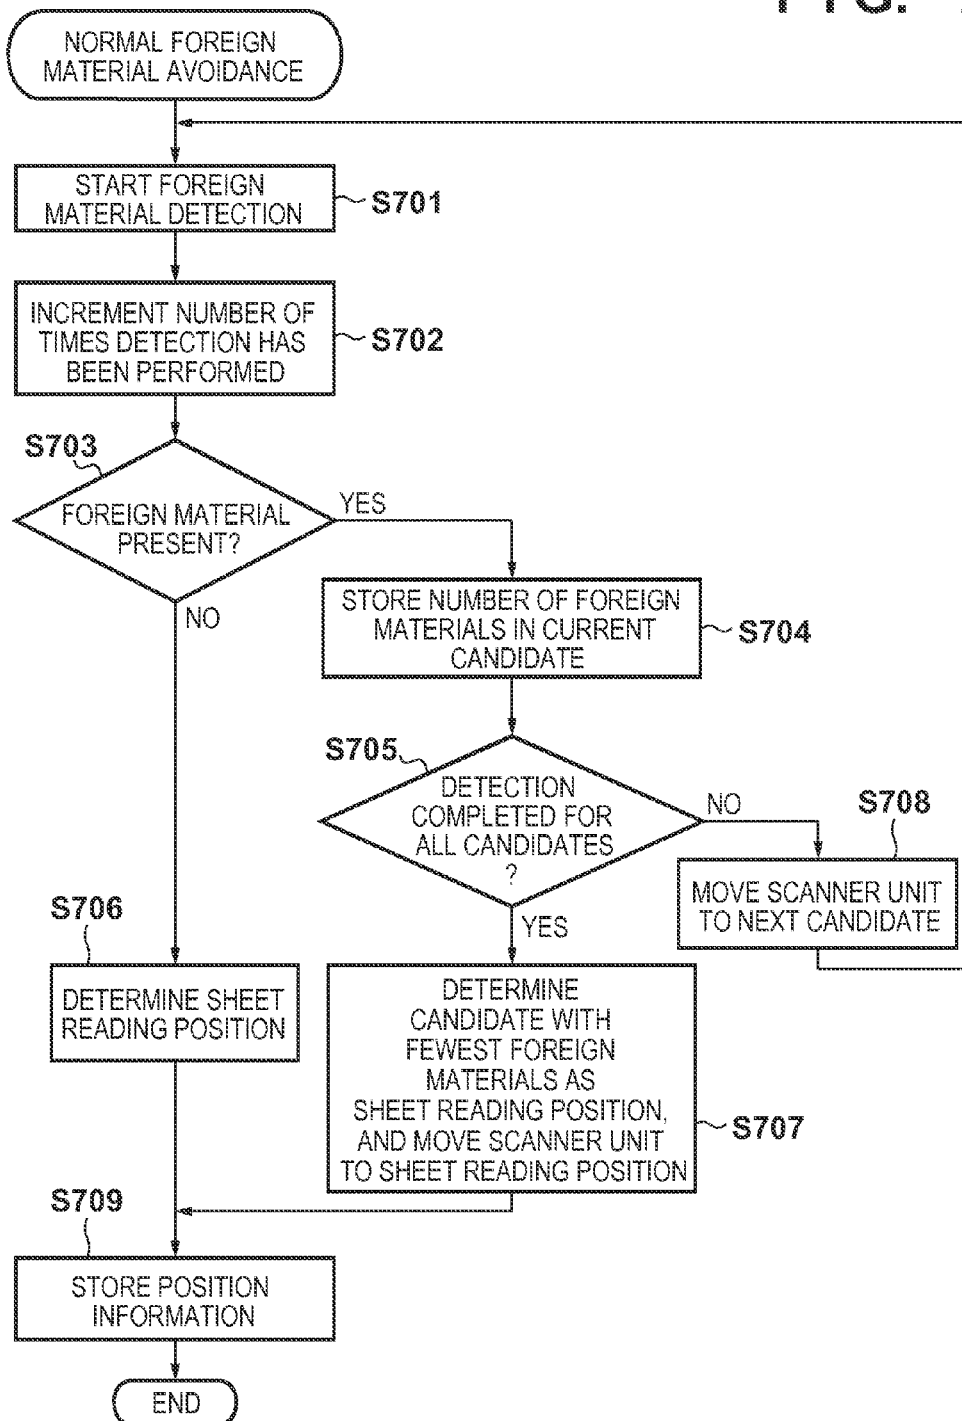 FIG.
NORMAL FOREIGN
MATERIAL AVOIDANCE
START FOREIGN
MATERIAL DETECTION
S701
INCREMENT NUMBER OF
TIMES DETECTION HAS
BEEN PERFORMED
S702
S703
FOREIGN MATERIAL
PRESENT?
YES
NO
STORE NUMBER OF FOREIGN
MATERIALS IN CURRENT
CANDIDATE
S704
S705
DETECTION
COMPLETED FOR
ALL CANDIDATES
?
NO
YES
S708
MOVE SCANNER UNIT
TO NEXT CANDIDATE
S706
DETERMINE SHEET
READING POSITION
DETERMINE
CANDIDATE WITH
FEWEST FOREIGN
MATERIALS AS
SHEET READING POSITION,
AND MOVE SCANNER UNIT
TO SHEET READING POSITION
S707
S709
STORE POSITION
INFORMATION
END